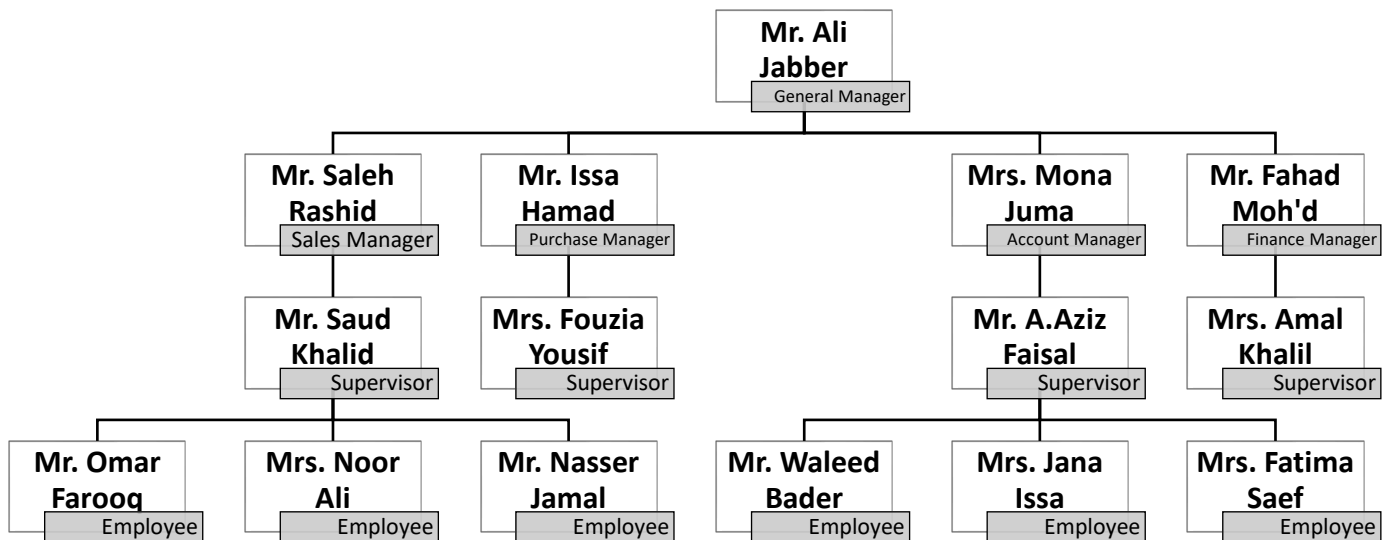 Mr. Ali
Jabber
General Manager
Mr. Saleh
Rashid
Sales Manager
Mr. Issa
Hamad
Purchase Manager
Mrs. Mona
Juma
Account Manager
Mr. Fahad
Moh'd
Finance Manager
Mr. Saud
Khalid
Supervisor
Mrs. Fouzia
Yousif
Supervisor
Mr. A.Aziz
Faisal
Supervisor
Mrs. Amal
Khalil
Supervisor
Mr. Omar
Farooq
Employee
Mrs. Noor
Ali
Employee
Mr. Nasser
Jamal
Employee
Mr. Waleed
Bader
Employee
Mrs. Jana
Issa
Employee
Mrs. Fatima
Saef
Employee